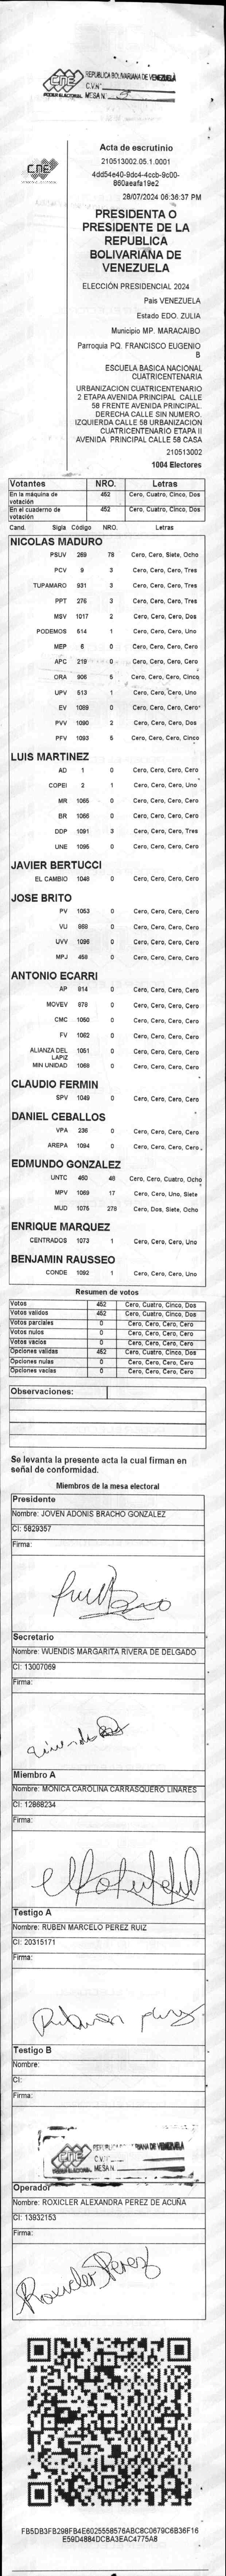 CNE
REPUBLICA BOLIVARIANA DE VENEZUELA
C.V.N°
PODER ELECTORAL MESA N°
CNE
Acta de escrutinio
210513002.05.1.0001
4dd54e40-9dc4-4ccb-9c00-
860aeafa19e2
28/07/2024 06:36:37 PM
PRESIDENTA O
PRESIDENTE DE LA
REPUBLICA
BOLIVARIANA DE
VENEZUELA
ELECCIÓN PRESIDENCIAL 2024
Pais VENEZUELA
Estado EDO. ZULIA
Municipio MP. MARACAIBO
Parroquia PQ. FRANCISCO EUGENIO
B
ESCUELA BASICA NACIONAL
CUATRICENTENARIA
URBANIZACION CUATRICENTENARIO
2 ETAPA AVENIDA PRINCIPAL CALLE
58 FRENTE AVENIDA PRINCIPAL.
DERECHA CALLE SIN NUMERO.
IZQUIERDA CALLE 58 URBANIZACION
CUATRICENTENARIO ETAPA II
AVENIDA PRINCIPAL CALLE 58 CASA
210513002
1004 Electores
Votantes NRO. Letras
En la máquina de votación 452 Cero, Cuatro, Cinco, Dos
En el cuaderno de votación 452 Cero, Cuatro, Cinco, Dos
Cand. Sigla Código NRO. Letras
NICOLAS MADURO
PSUV 269 78 Cero, Cero, Siete, Ocho
PCV 9 3 Cero, Cero, Cero, Tres
TUPAMARO 931 3 Cero, Cero, Cero, Tres
PPT 276 3 Cero, Cero, Cero, Tres
MSV 1017 2 Cero, Cero, Cero, Dos
PODEMOS 514 1 Cero, Cero, Cero, Uno
MEP 6 0 Cero, Cero, Cero, Cero
APC 219 0 Cero, Cero, Cero, Cero
ORA 906 5 Cero, Cero, Cero, Cinco
UPV 513 1 Cero, Cero, Cero, Uno
EV 1089 0 Cero, Cero, Cero, Cero
PVV 1090 2 Cero, Cero, Cero, Dos
PFV 1093 5 Cero, Cero, Cero, Cinco
LUIS MARTINEZ
AD 1 0 Cero, Cero, Cero, Cero
COPEI 2 1 Cero, Cero, Cero, Uno
MR 1065 0 Cero, Cero, Cero, Cero
BR 1066 0 Cero, Cero, Cero, Cero
DDP 1091 3 Cero, Cero, Cero, Tres
UNE 1095 0 Cero, Cero, Cero, Cero
JAVIER BERTUCCI
EL CAMBIO 1046 0 Cero, Cero, Cero, Cero
JOSE BRITO
PV 1053 0 Cero, Cero, Cero, Cero
VU 868 0 Cero, Cero, Cero, Cero
UVV 1096 0 Cero, Cero, Cero, Cero
MPJ 458 0 Cero, Cero, Cero, Cero
ANTONIO ECARRI
AP 814 0 Cero, Cero, Cero, Cero
MOVEV 978 0 Cero, Cero, Cero, Cero
CMC 1050 0 Cero, Cero, Cero, Cero
FV 1062 0 Cero, Cero, Cero, Cero
ALIANZA DEL LAPIZ 1051 0 Cero, Cero, Cero, Cero
MIN UNIDAD 1068 0 Cero, Cero, Cero, Cero
CLAUDIO FERMIN
SPV 1049 0 Cero, Cero, Cero, Cero
DANIEL CEBALLOS
VPA 236 0 Cero, Cero, Cero, Cero
AREPA 1094 0 Cero, Cero, Cero, Cero
EDMUNDO GONZALEZ
UNTC 460 48 Cero, Cero, Cuatro, Ocho
MPV 1069 17 Cero, Cero, Uno, Siete
MUD 1075 278 Cero, Dos, Siete, Ocho
ENRIQUE MARQUEZ
CENTRADOS 1073 1 Cero, Cero, Cero, Uno
BENJAMIN RAUSSEO
CONDE 1092 1 Cero, Cero, Cero, Uno
Resumen de votos
Votos 452 Cero, Cuatro, Cinco, Dos
Votos validos 452 Cero, Cuatro, Cinco, Dos
Votos parciales 0 Cero, Cero, Cero, Cero
Votos nulos 0 Cero, Cero, Cero, Cero
Votos vacios 0 Cero, Cero, Cero, Cero
Opciones validas 452 Cero, Cuatro, Cinco, Dos
Opciones nulas 0 Cero, Cero, Cero, Cero
Opciones vacias 0 Cero, Cero, Cero, Cero
Observaciones:
Se levanta la presente acta la cual firman en
señal de conformidad.
Miembros de la mesa electoral
Presidente
Nombre: JOVEN ADONIS BRACHO GONZALEZ
CI: 5829357
Firma:
Secretario
Nombre: WUENDIS MARGARITA RIVERA DE DELGADO
CI: 13007069
Firma:
Miembro A
Nombre: MONICA CAROLINA CARRASQUERO LINARES
CI: 12868234
Firma:
Testigo A
Nombre: RUBEN MARCELO PEREZ RUIZ
CI: 20315171
Firma:
Testigo B
Nombre:
CI:
Firma:
CNE
C.V.N°
PODER ELECTORAL MESA N°
Operador
Nombre: ROXICLER ALEXANDRA PEREZ DE ACUÑA
CI: 13932153
Firma:
Roxicler Perez
FB5DB3FB298FB4E6025558576ABC8C0679C6B36F16
E59D4884DCBA3EAC4775A8